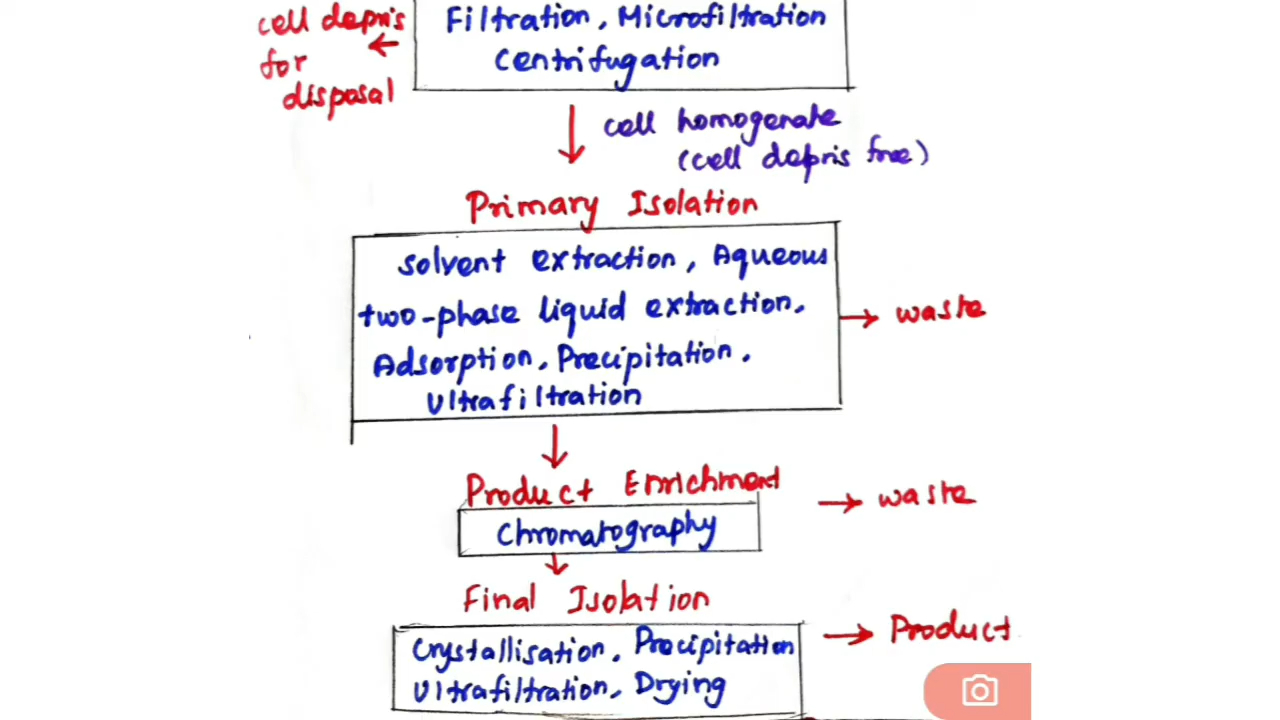 cell depris
for
disposal
Filtration, Microfiltration
Centrifugation
cell homogenate
(cell depris free)
Primary Isolation
Solvent extraction, Aqueous
two-phase liquid extraction.
Adsorption, Precipitation.
Ultrafiltration
waste
Product Enrichment
waste
Chromatography
Final Isolation
Crystallisation, Precipitation
Ultrafiltration, Drying
Product